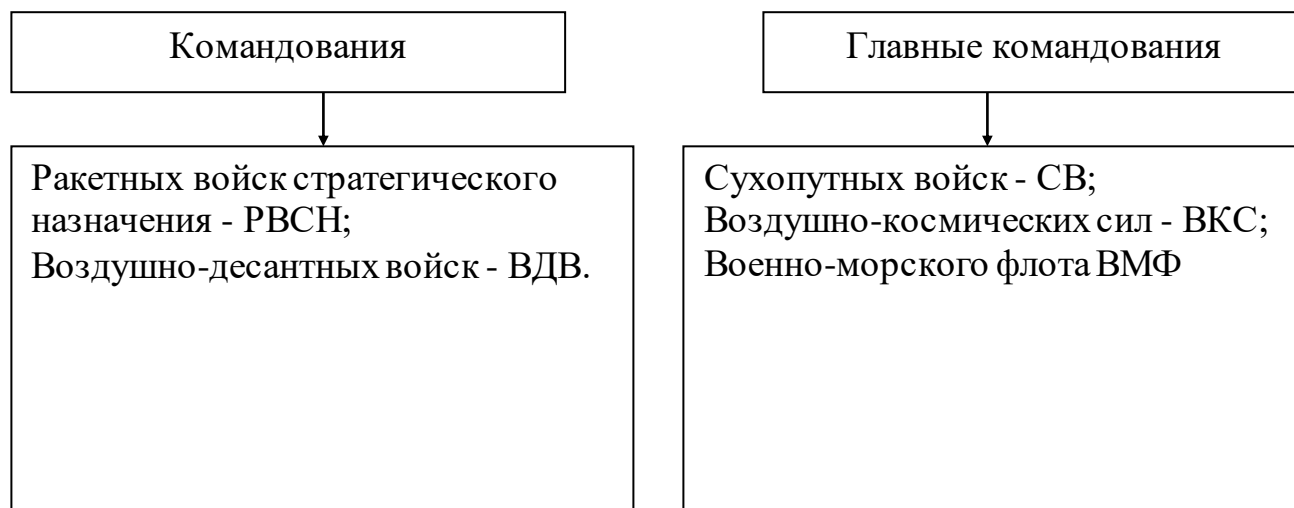 Командования
Ракетных войск стратегического
назначения - РВСН;
Воздушно-десантных войск - ВДВ.
Главные командования
Сухопутных войск - СВ;
Воздушно-космических сил - ВКС;
Военно-морского флота ВМФ